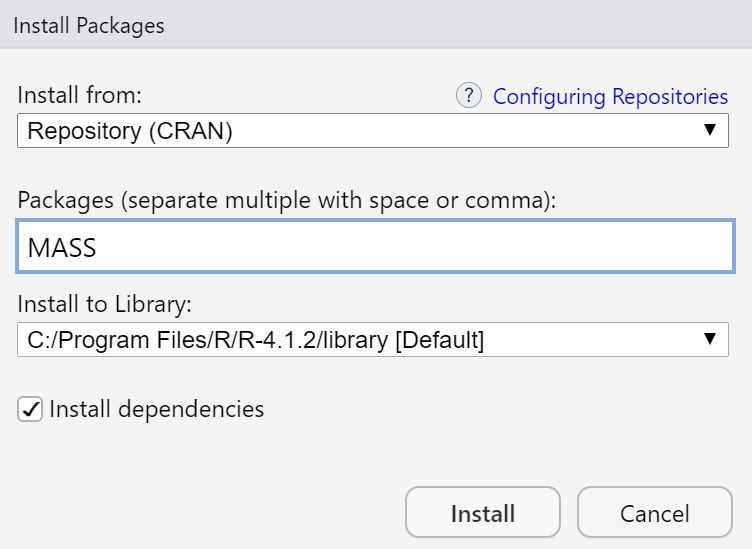 Install Packages
Install from:
? Configuring Repositories
Repository (CRAN)
Packages (separate multiple with space or comma):
MASS
Install to Library:
C:/Program Files/R/R-4.1.2/library [Default]
Install dependencies
Install
Cancel